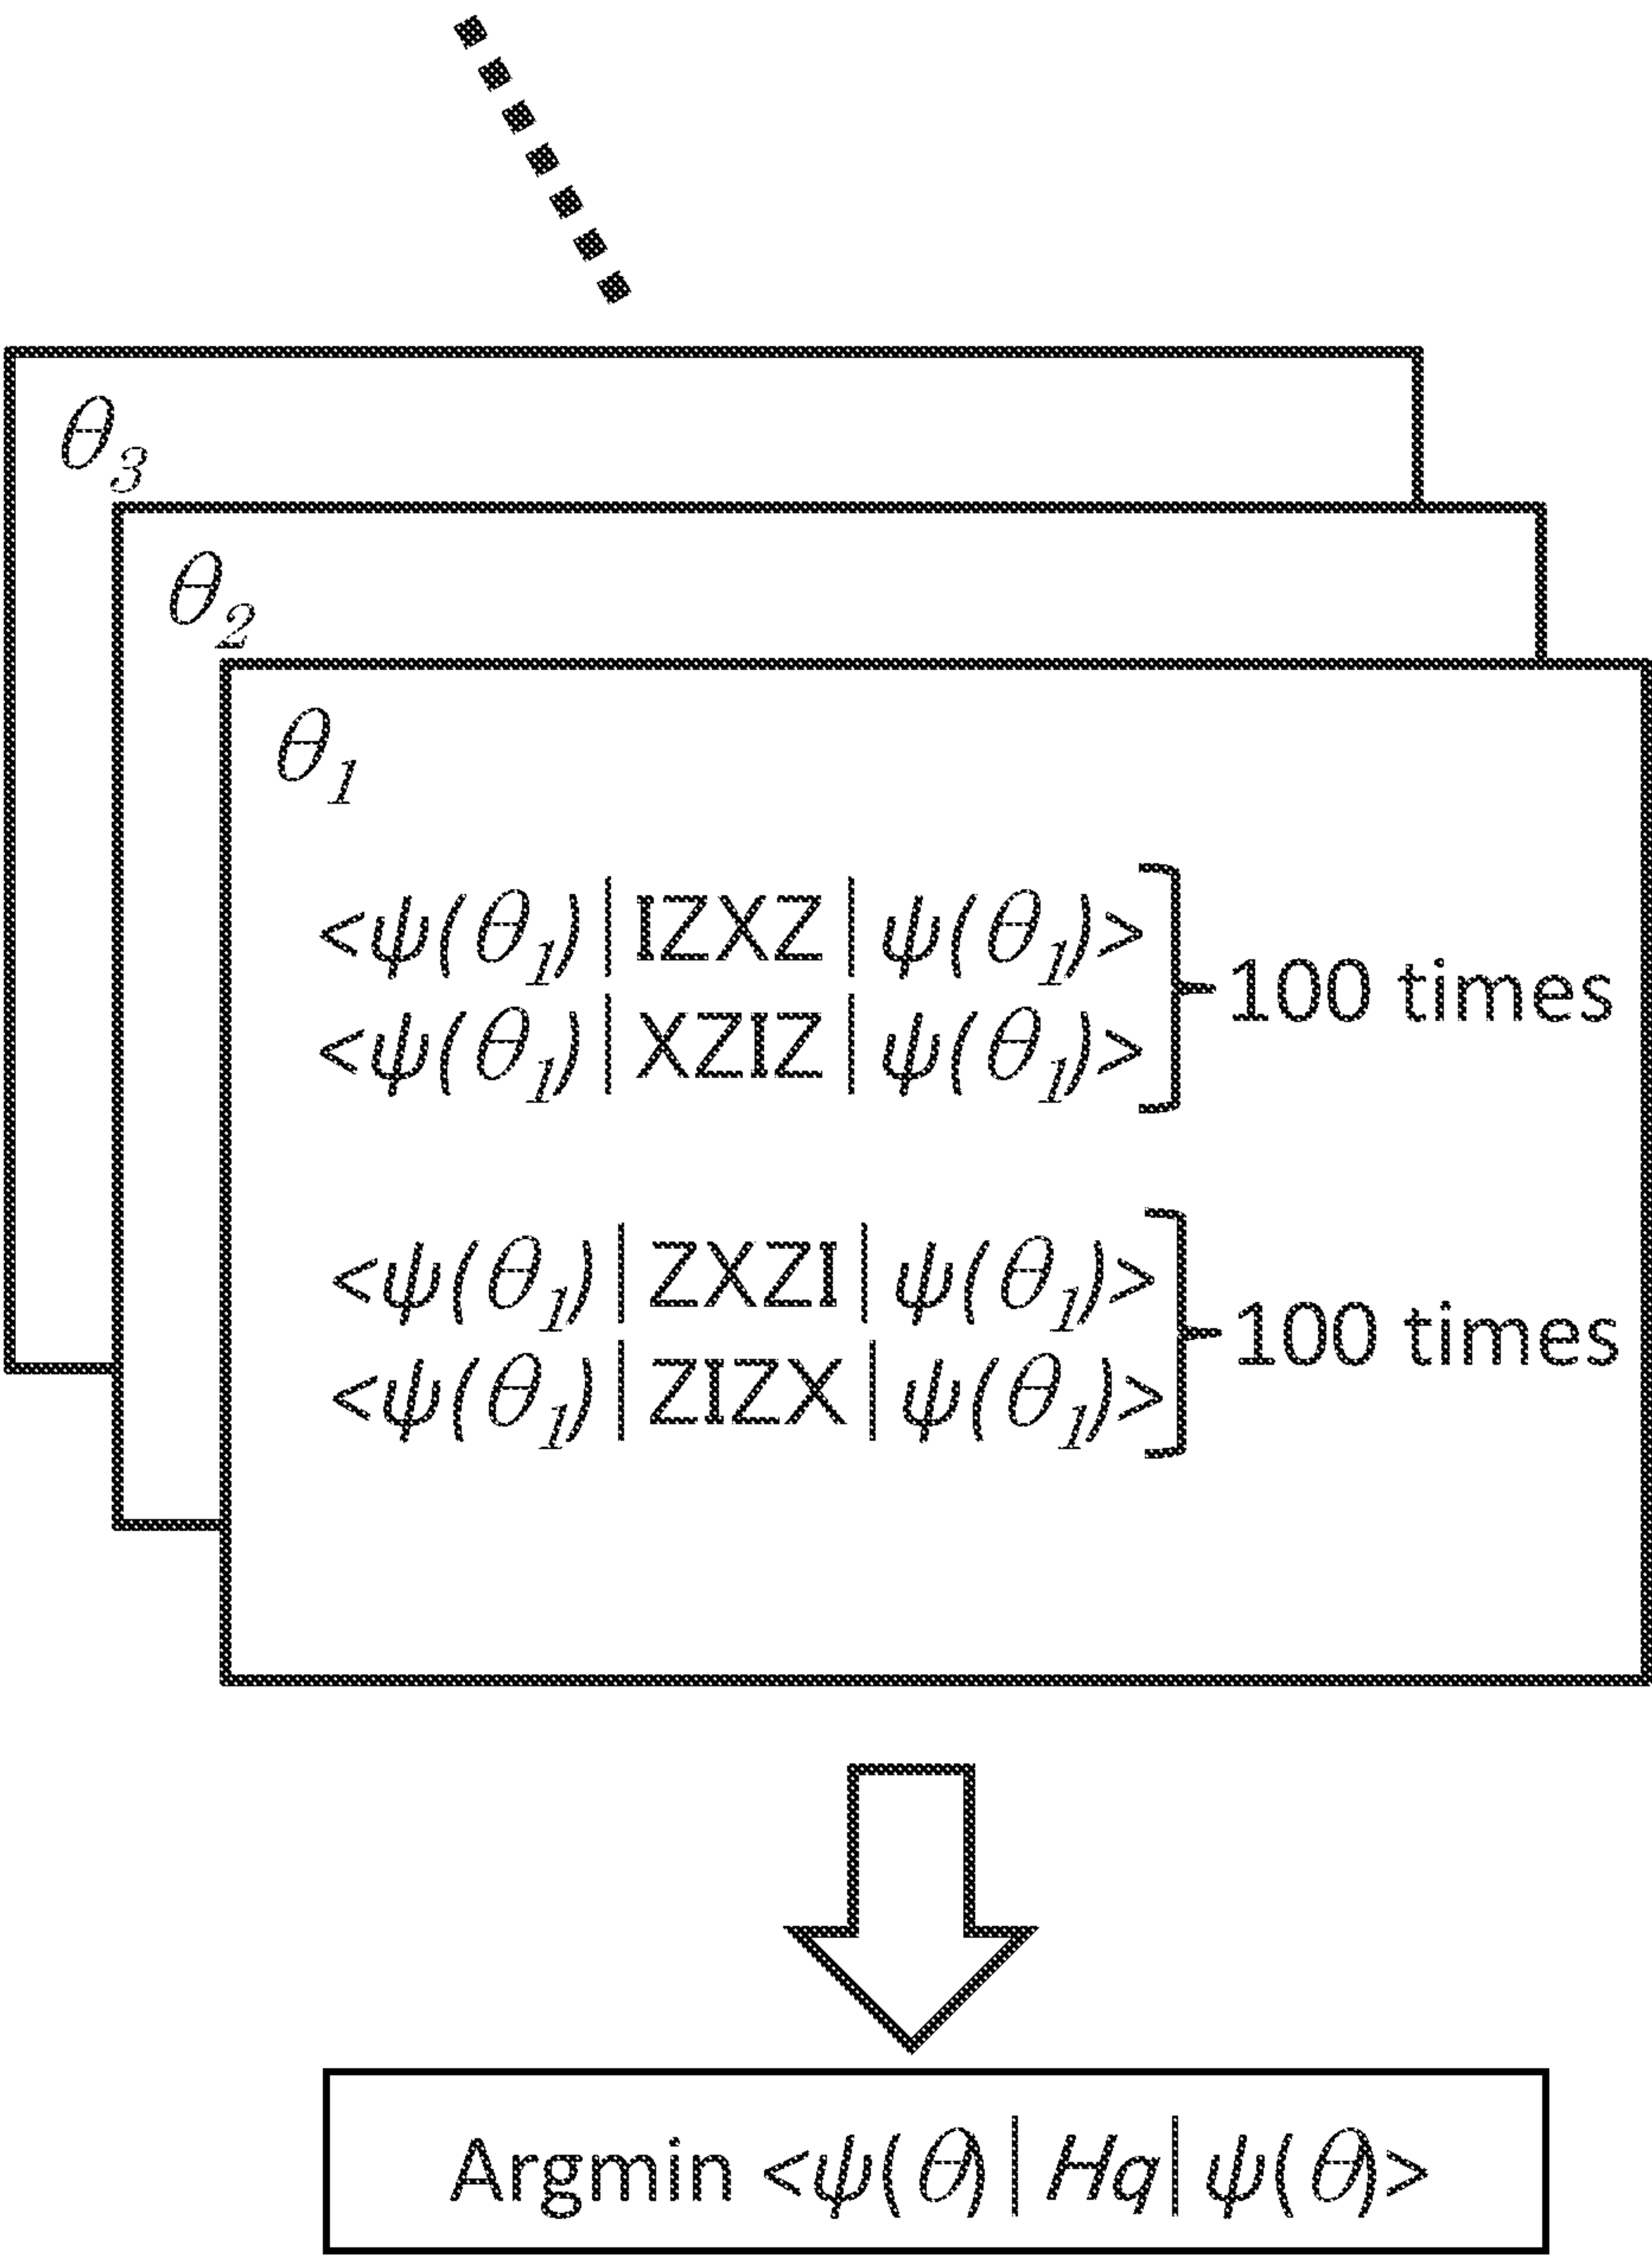 θ₃
θ₂
θ₁
<ψ(θ₁)|IZXZ|ψ(θ₁)>
<ψ(θ₁)|XZIZ|ψ(θ₁)>
100 times
<ψ(θ₁)|ZXZI|ψ(θ₁)>
<ψ(θ₁)|ZIZX|ψ(θ₁)>
100 times
Argmin <ψ(θ)|Hq|ψ(θ)>